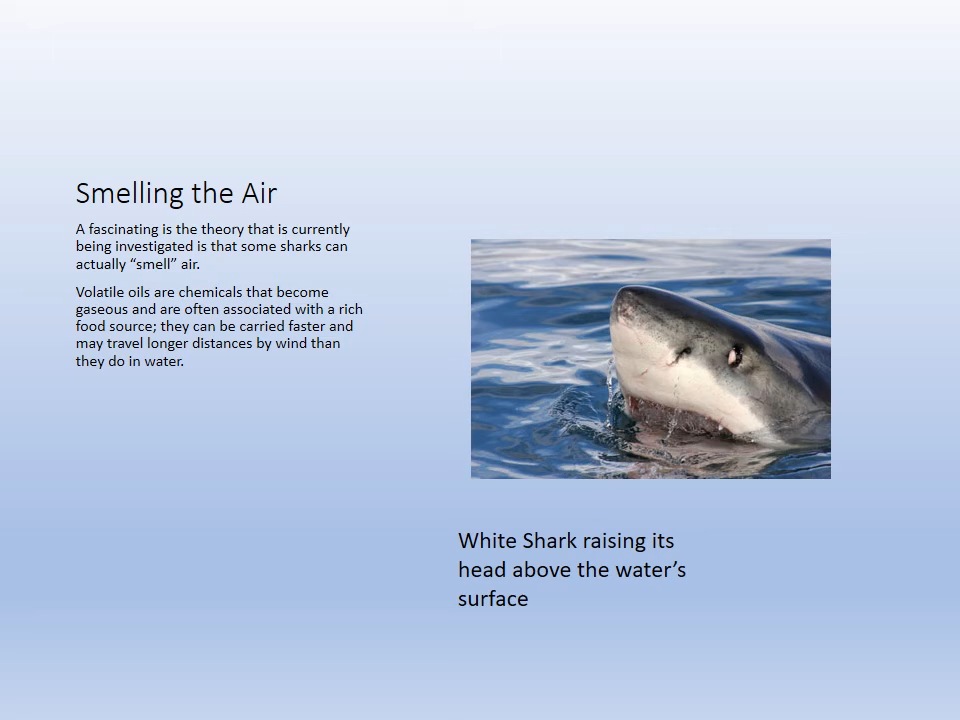 Smelling the Air
A fascinating is the theory that is currently
being investigated is that some sharks can
actually “smell” air.
Volatile oils are chemicals that become
gaseous and are often associated with a rich
food source; they can be carried faster and
may travel longer distances by wind than
they do in water.
White Shark raising its
head above the water’s
surface